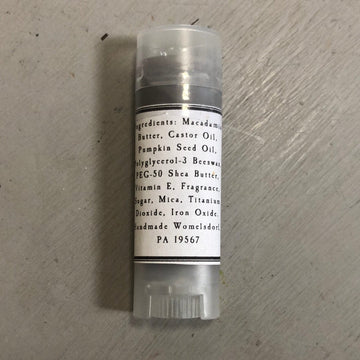 ngredients: Macadami
Butter, Castor Oil,
Pumpkin Seed Oil,
Polyglycerol-3 Beeswax
PEG-50 Shea Butter,
Vitamin E, Fragrance,
Sugar, Mica, Titanium
Dioxide, Iron Oxide.
Handmade Womelsdorf,
PA 19567